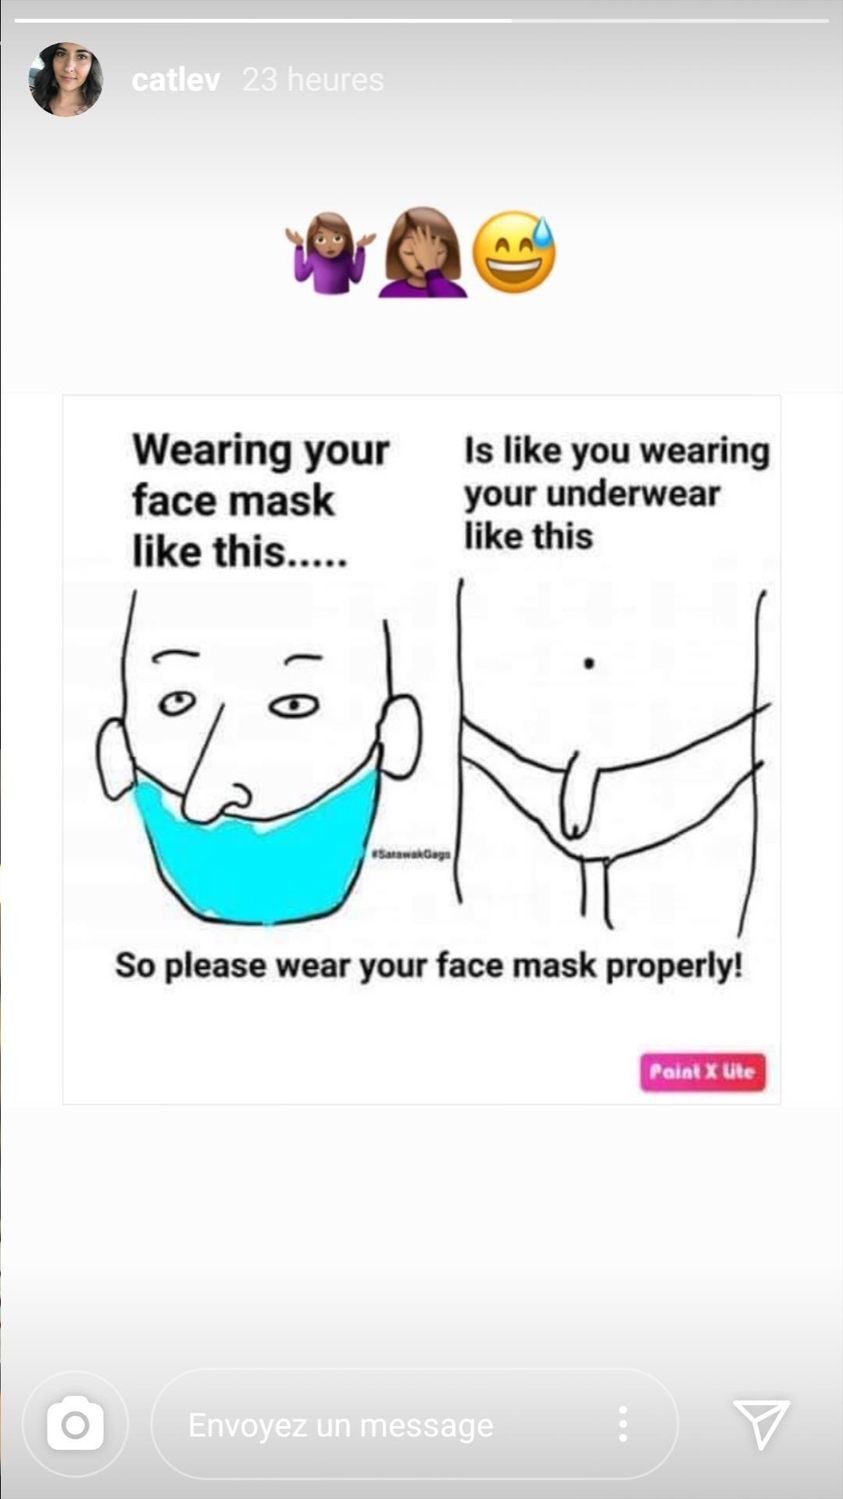 catlev 23 heures
🤷🏽‍♀️🤦🏽‍♀️😅
Wearing your
face mask
like this.....
Is like you wearing
your underwear
like this
#SarawakGags
So please wear your face mask properly!
Paint X Lite
Envoyez un message